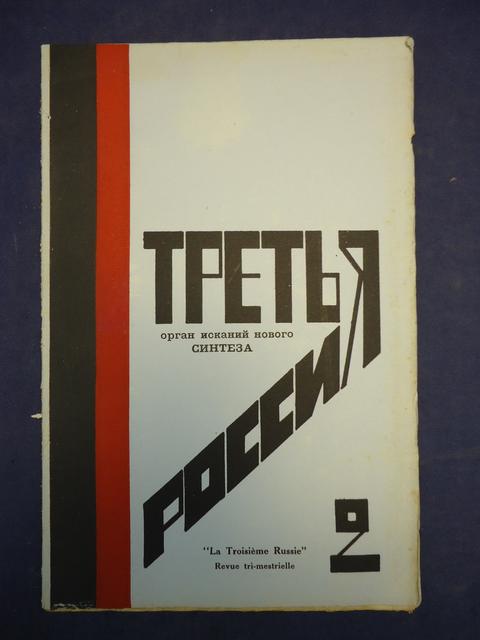 ТРЕТЬЯ
орган исканий нового
СИНТЕЗА
РОССИЯ
2
"La Troisième Russie"
Revue tri-mestrielle